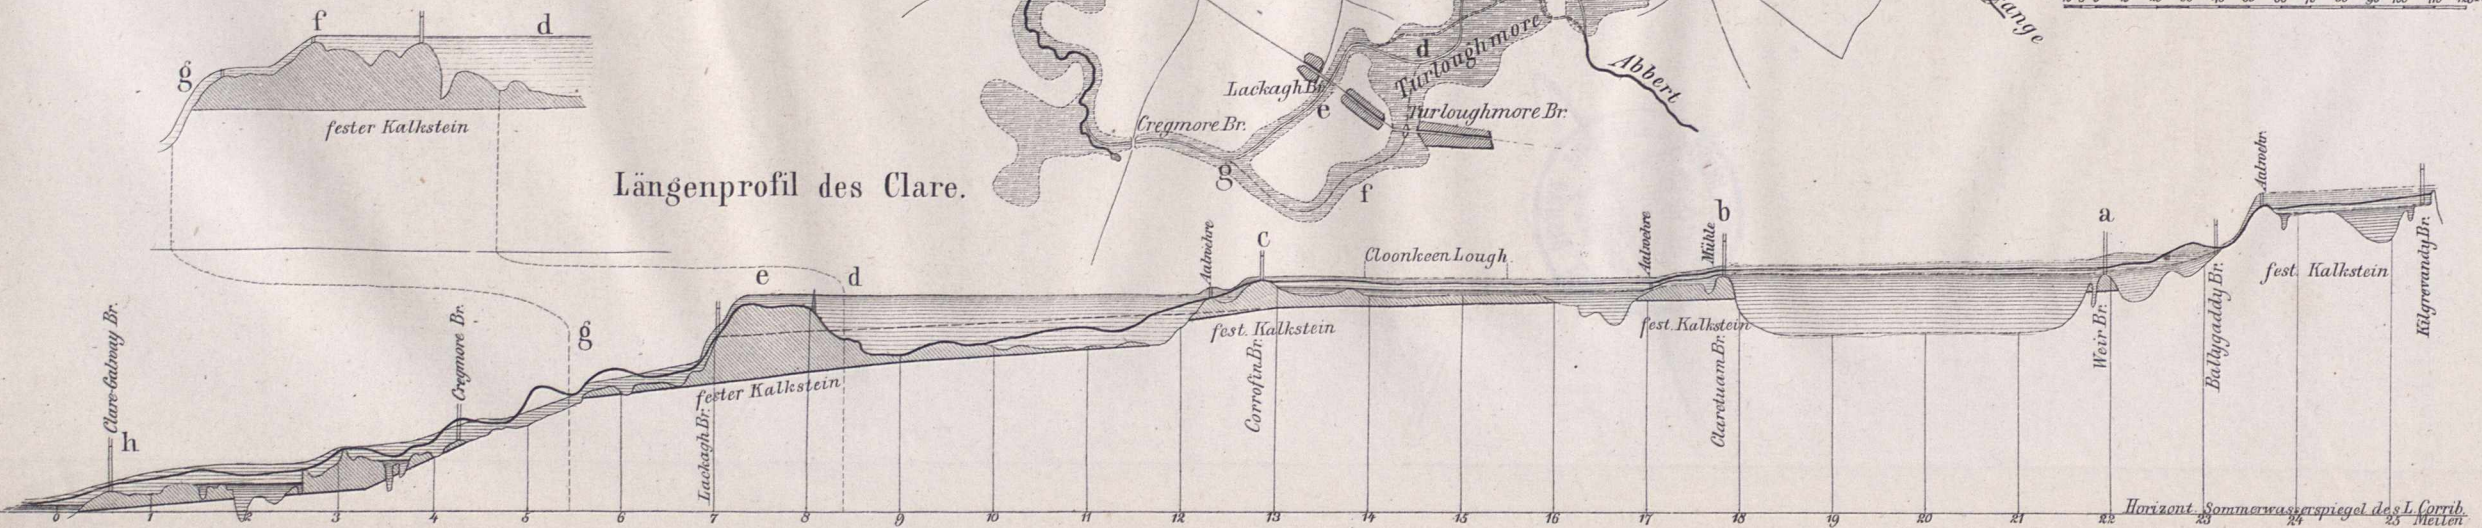 f
d
g
fester Kalkstein
Längenprofil des Clare.
d
Turloughmore
Abbert
Lackagh Br.
e
Turloughmore Br.
Cregmore Br.
g
f
Aalwehr
Aalwehre
c
Cloonkeen Lough
Aalwehre
Mühle
b
a
e
d
g
fest. Kalkstein
fest. Kalkstein
fest. Kalkstein
Clare-Galway Br.
Cregmore Br.
Lackagh Br.
Corrofin Br.
Claretuam Br.
Weir Br.
Ballygaddy Br.
Kilgrevandy Br.
fester Kalkstein
h
Horizont. Sommerwasserspiegel des L. Corrib.
0 1 2 3 4 5 6 7 8 9 10 11 12 13 14 15 16 17 18 19 20 21 22 23 24 25 Meilen